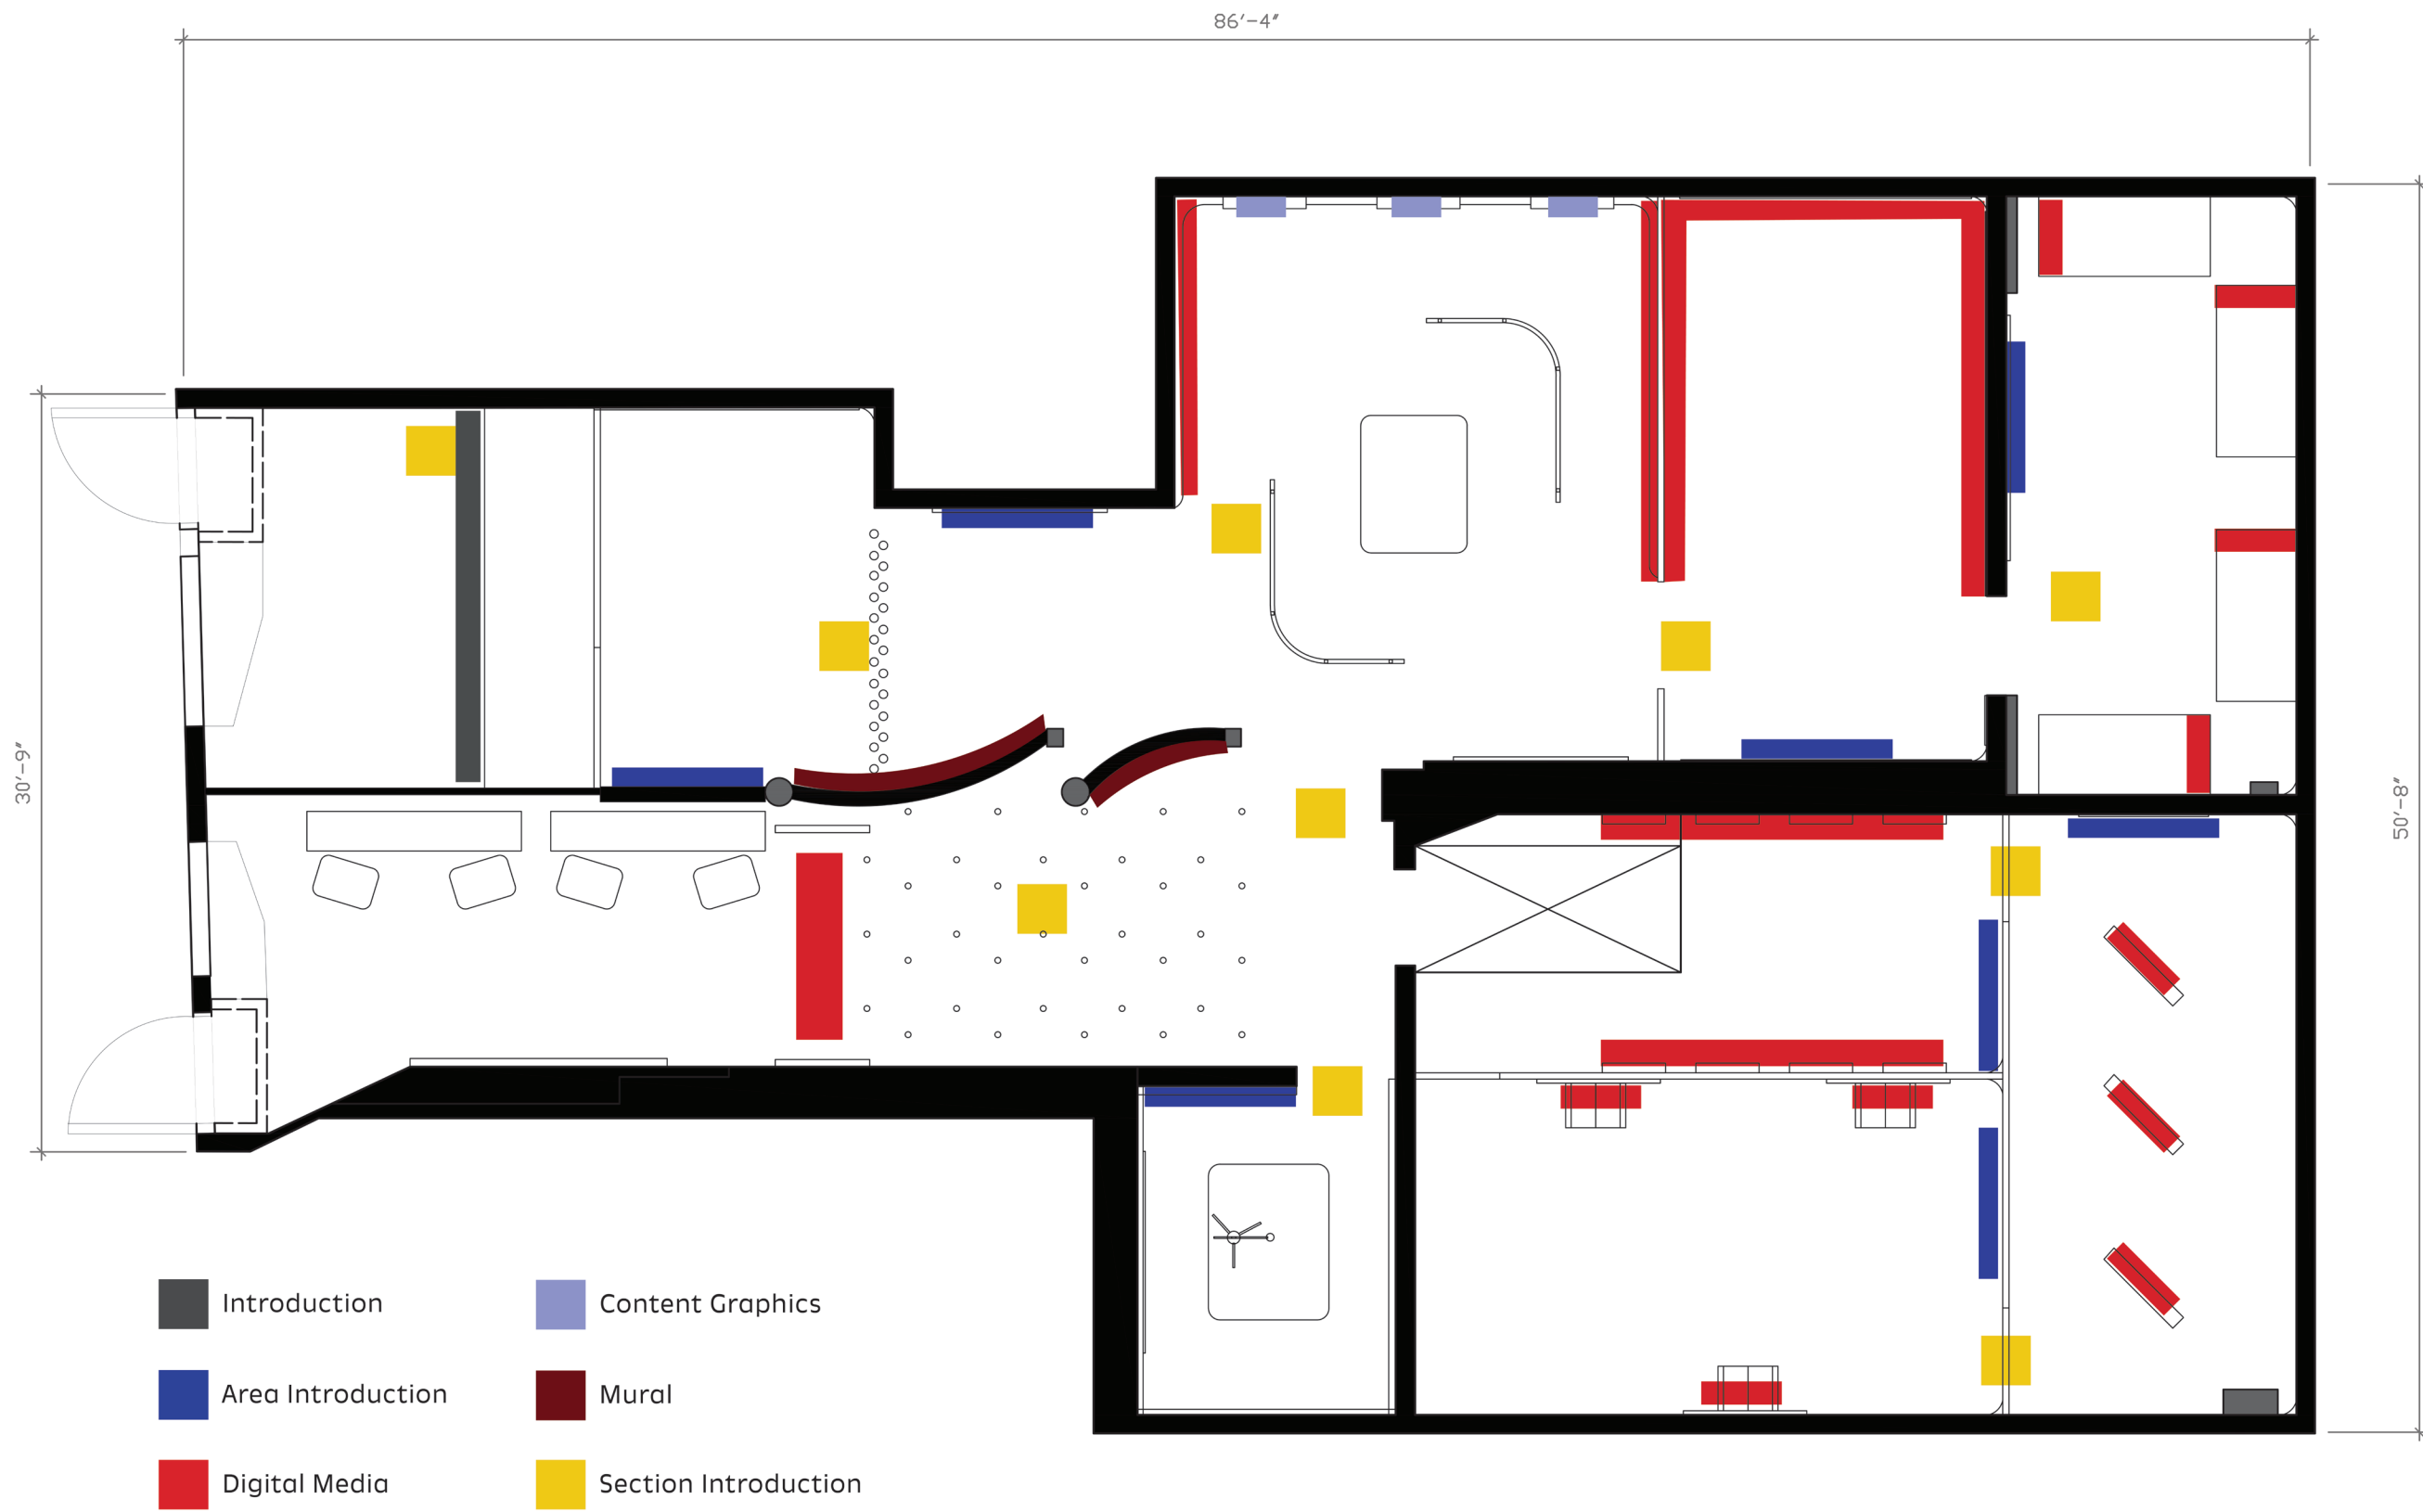 86′-4″
30′-9″
50′-8″
Introduction
Content Graphics
Area Introduction
Mural
Digital Media
Section Introduction